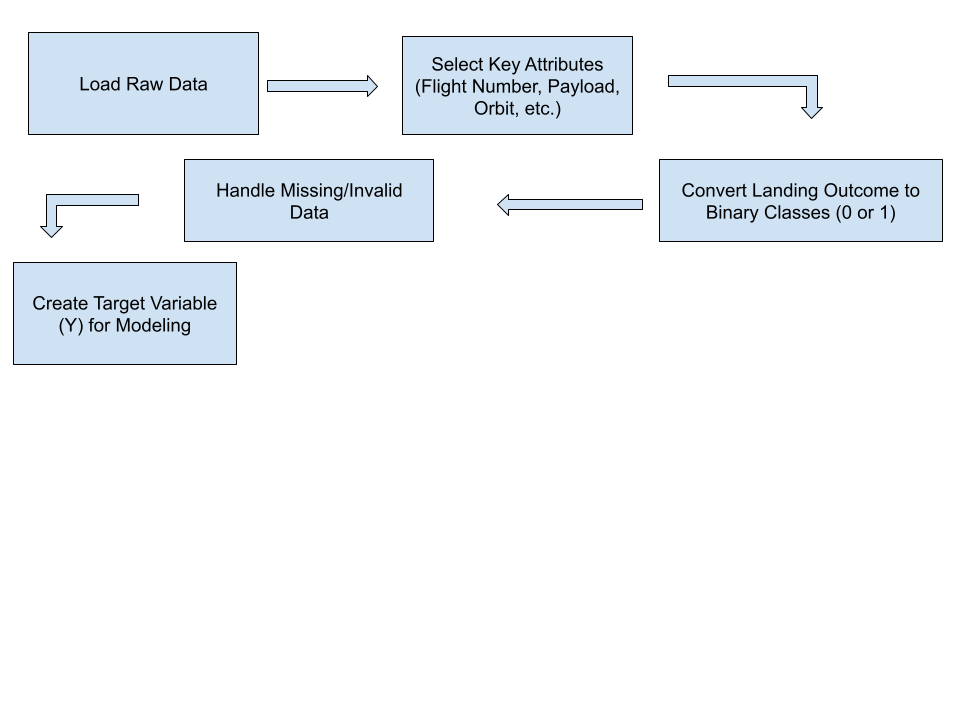 Load Raw Data
Select Key Attributes
(Flight Number, Payload,
Orbit, etc.)
Convert Landing Outcome to
Binary Classes (0 or 1)
Handle Missing/Invalid
Data
Create Target Variable
(Y) for Modeling